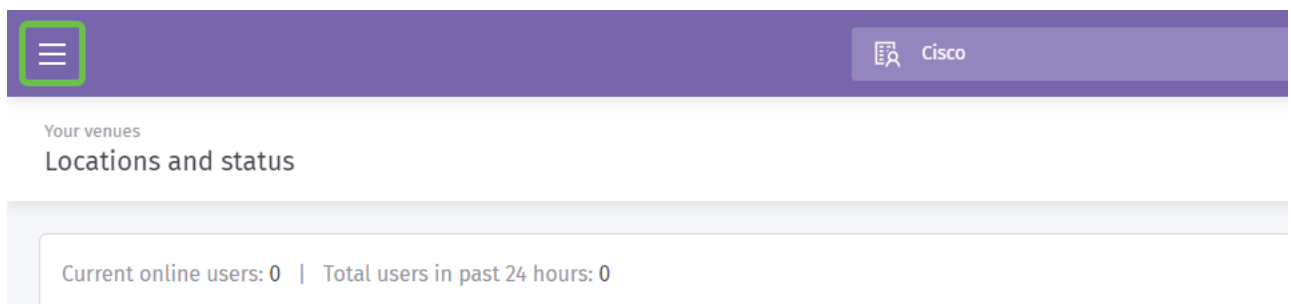 Cisco
Your venues
Locations and status
Current online users: 0 | Total users in past 24 hours: 0